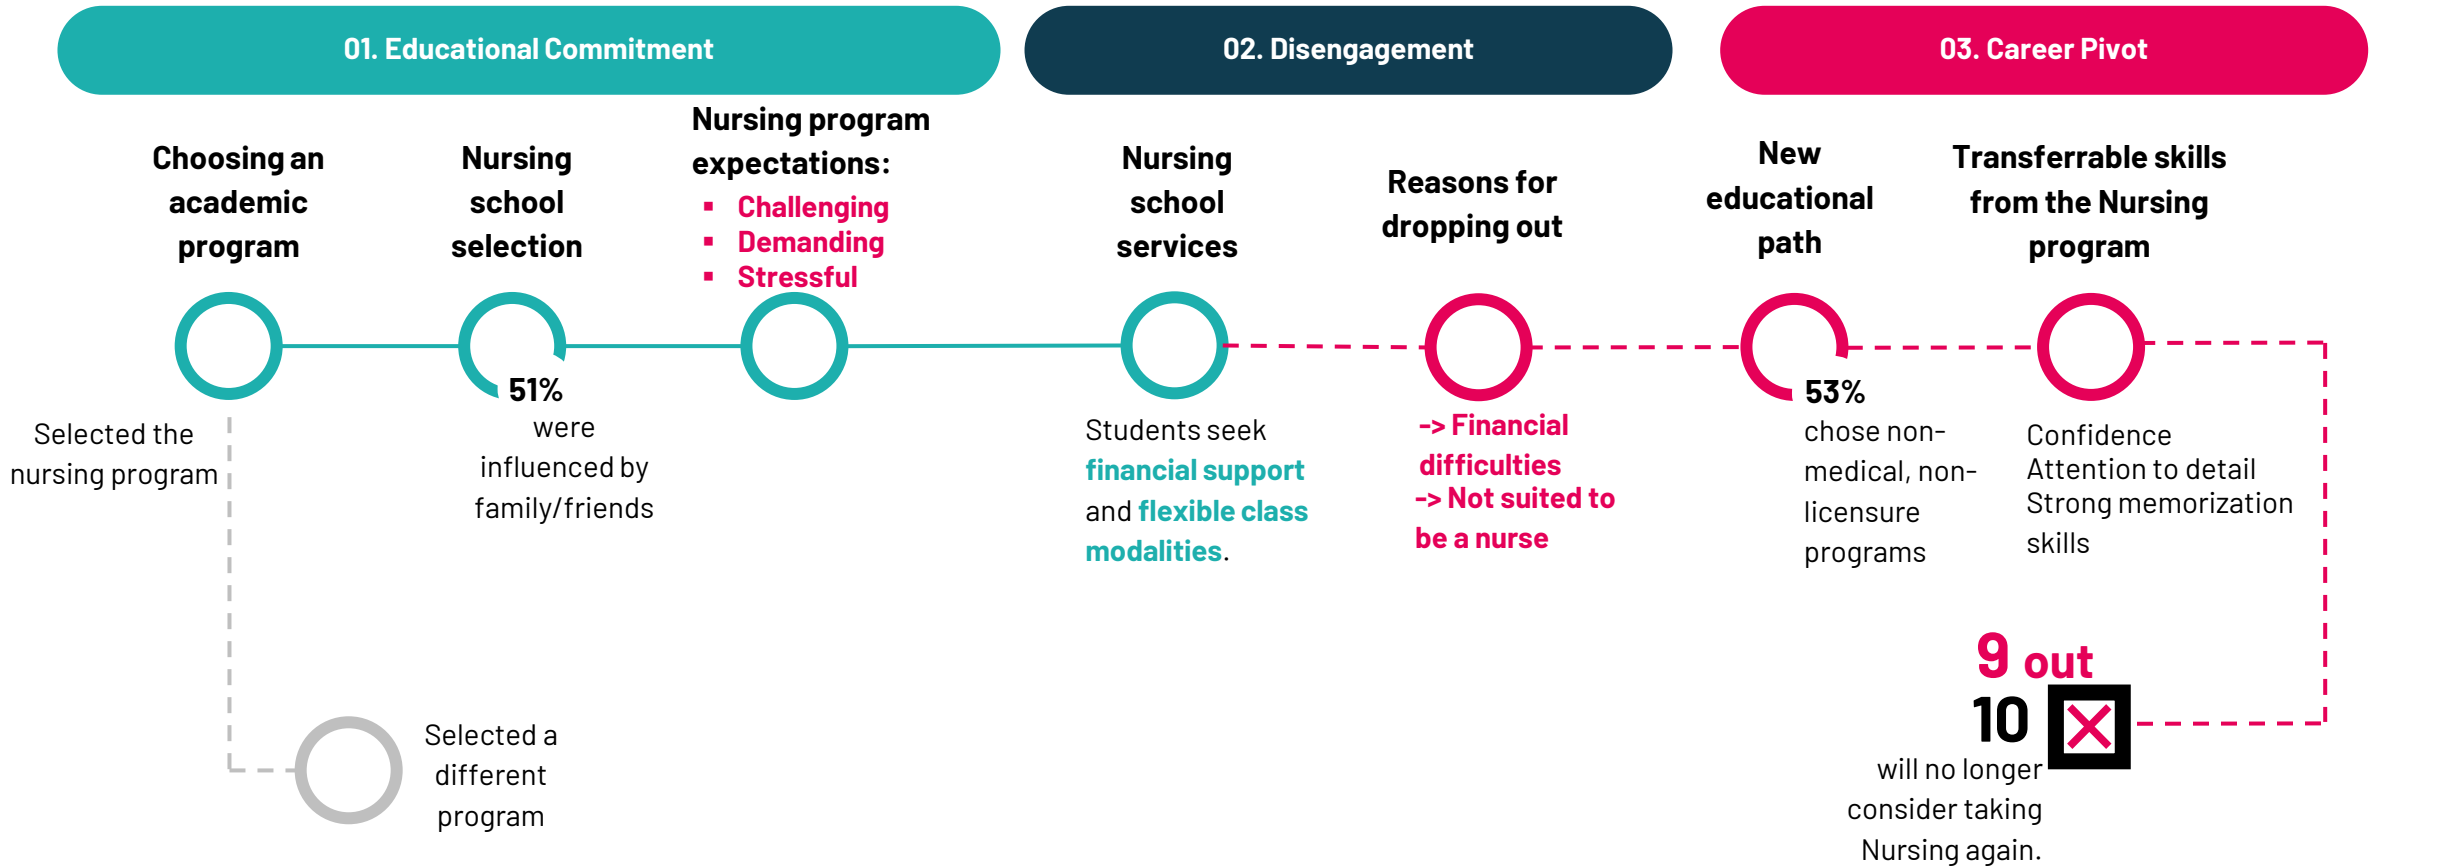 01. Educational Commitment
02. Disengagement
03. Career Pivot
Choosing an
academic
program
Nursing
school
selection
Nursing program
expectations:
▪ Challenging
▪ Demanding
▪ Stressful
Nursing
school
services
Reasons for
dropping out
New
educational
path
Transferrable skills
from the Nursing
program
Selected the
nursing program
51%
were
influenced by
family/friends
Students seek
financial support
and flexible class
modalities.
-> Financial
difficulties
-> Not suited to
be a nurse
53%
chose non-
medical, non-
licensure
programs
Confidence
Attention to detail
Strong memorization
skills
Selected a
different
program
9 out
10
will no longer
consider taking
Nursing again.